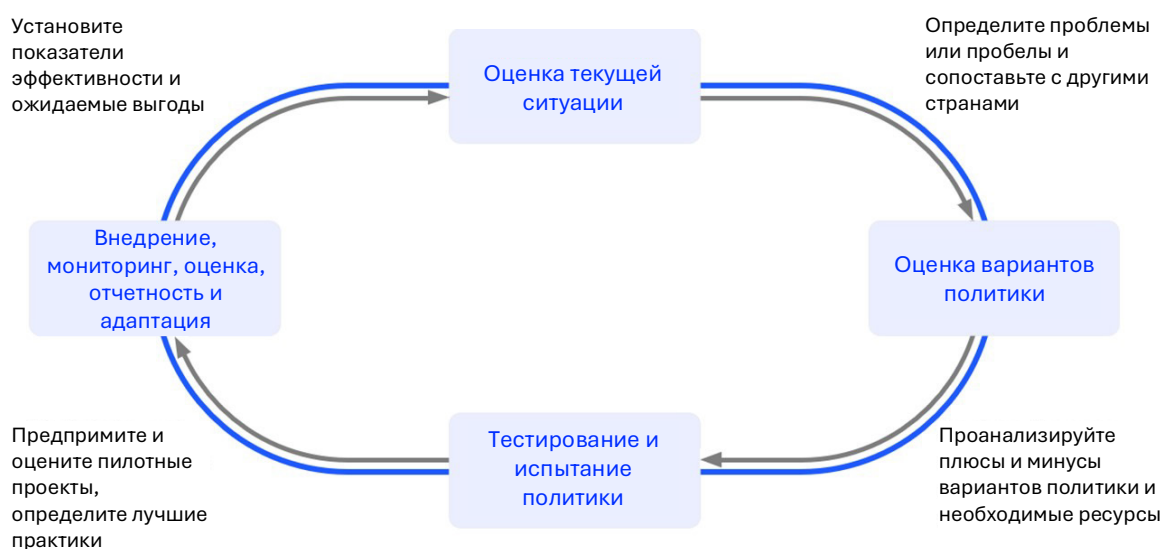 Установите
показатели
эффективности и
ожидаемые выгоды
Оценка текущей
ситуации
Определите проблемы
или пробелы и
сопоставьте с другими
странами
Внедрение,
мониторинг, оценка,
отчетность и
адаптация
Оценка вариантов
политики
Предпримите и
оцените пилотные
проекты,
определите лучшие
практики
Тестирование и
испытание
политики
Проанализируйте
плюсы и минусы
вариантов политики и
необходимые ресурсы